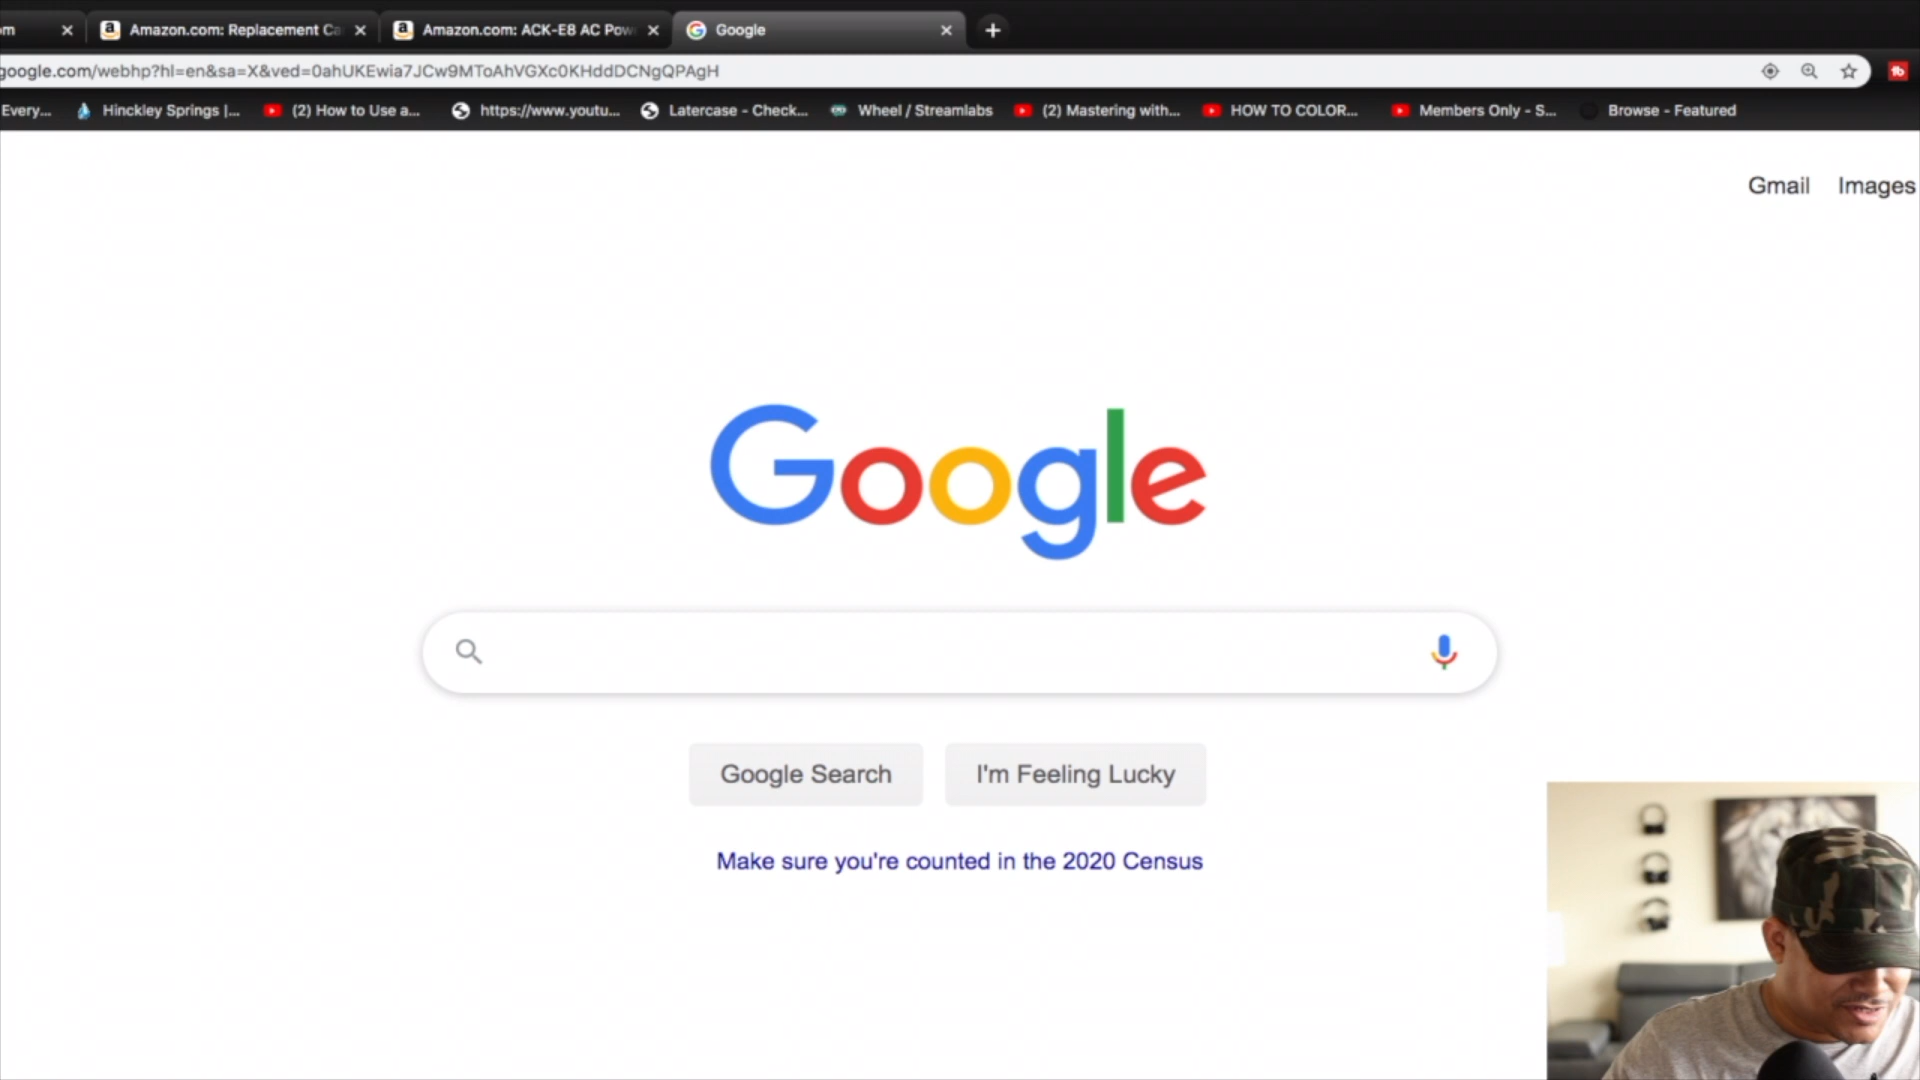 m
Amazon.com: Replacement Ca
Amazon.com: ACK-E8 AC Pow
Google
google.com/webhp?hl=en&sa=X&ved=0ahUKEwia7JCw9MToAhVGXc0KHddDCNgQPAgH
Every...
Hinckley Springs |...
(2) How to Use a...
https://www.youtu...
Latercase - Check...
Wheel / Streamlabs
(2) Mastering with...
HOW TO COLOR...
Members Only - S...
Browse - Featured
Gmail
Images
Google
Google Search
I'm Feeling Lucky
Make sure you're counted in the 2020 Census